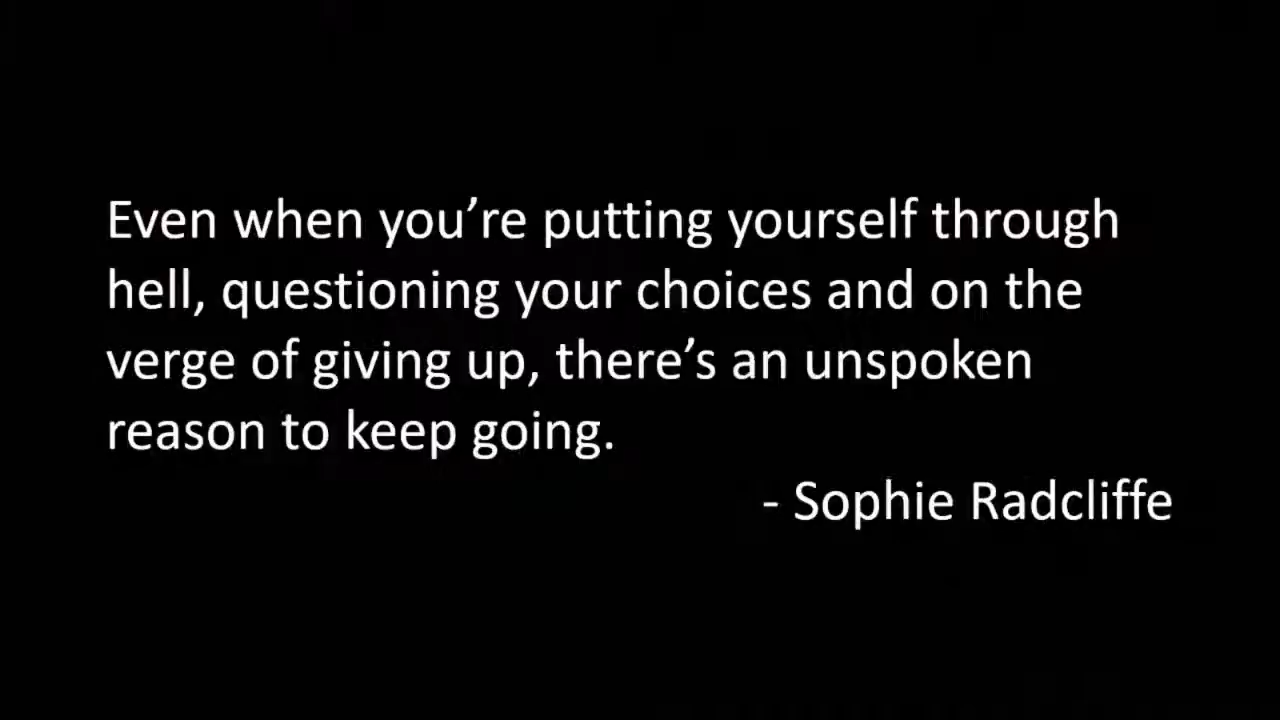 Even when you’re putting yourself through
hell, questioning your choices and on the
verge of giving up, there’s an unspoken
reason to keep going.
- Sophie Radcliffe